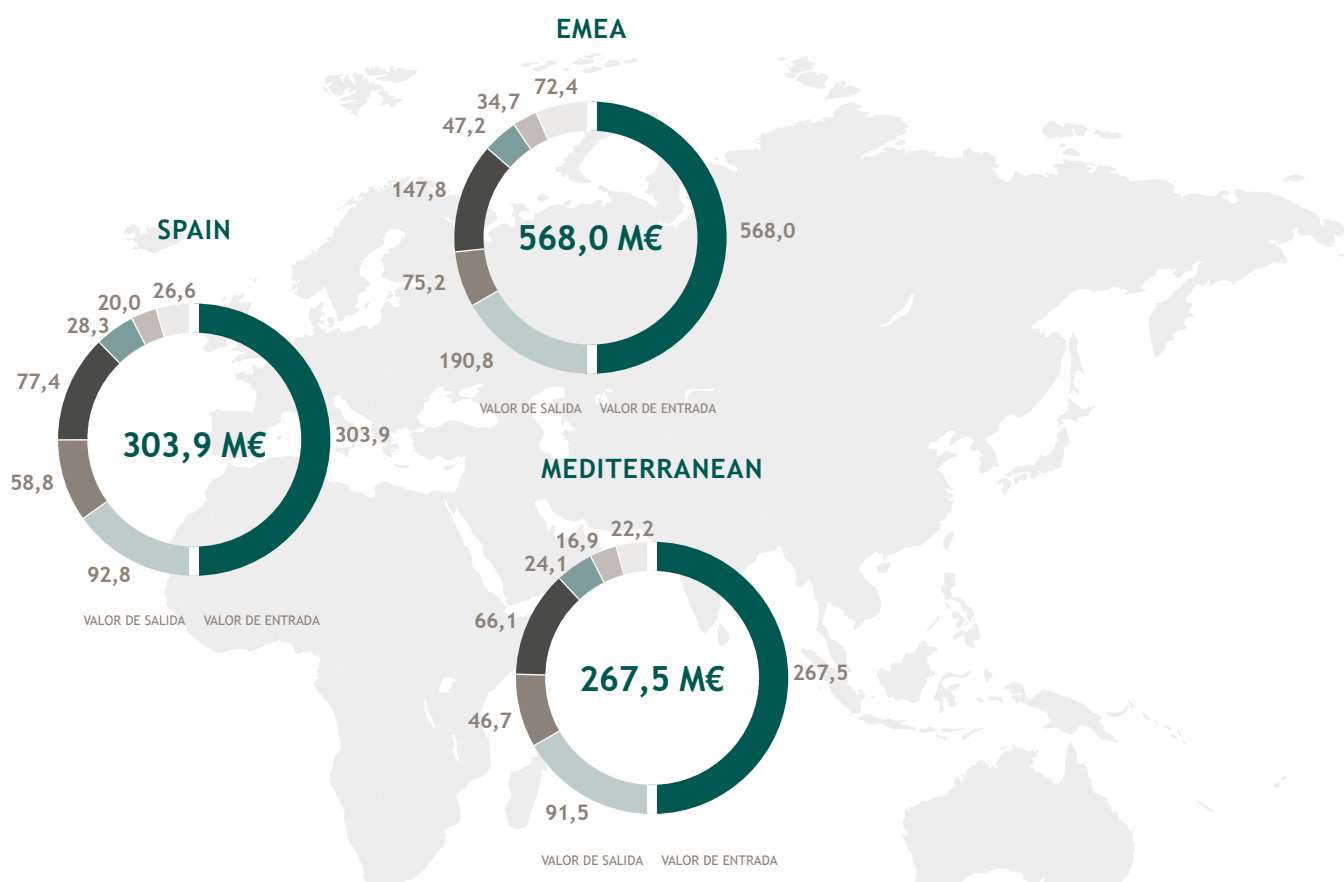 EMEA
72,4
34,7
47,2
147,8
568,0 M€
568,0
75,2
190,8
VALOR DE SALIDA VALOR DE ENTRADA
SPAIN
26,6
20,0
28,3
77,4
303,9 M€
303,9
58,8
92,8
VALOR DE SALIDA VALOR DE ENTRADA
MEDITERRANEAN
22,2
16,9
24,1
66,1
267,5 M€
267,5
46,7
91,5
VALOR DE SALIDA VALOR DE ENTRADA